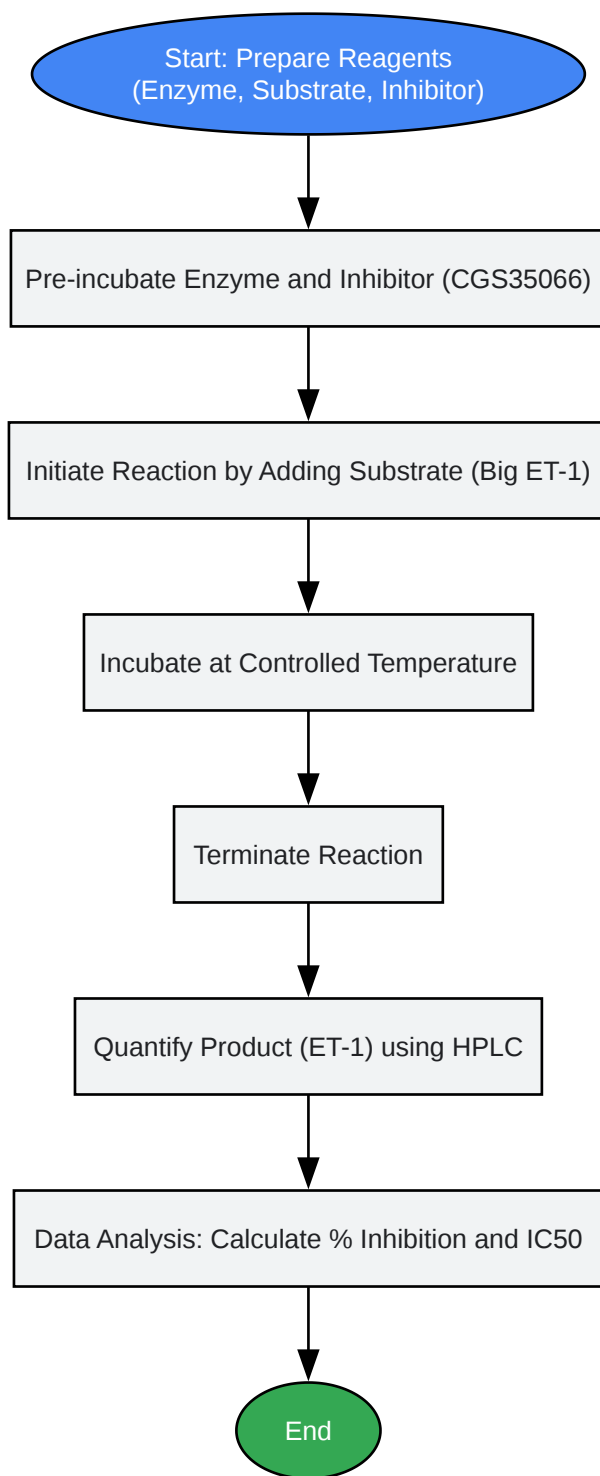 Start: Prepare Reagents
(Enzyme, Substrate, Inhibitor)
Pre-incubate Enzyme and Inhibitor (CGS35066)
Initiate Reaction by Adding Substrate (Big ET-1)
Incubate at Controlled Temperature
Terminate Reaction
Quantify Product (ET-1) using HPLC
Data Analysis: Calculate % Inhibition and IC50
End